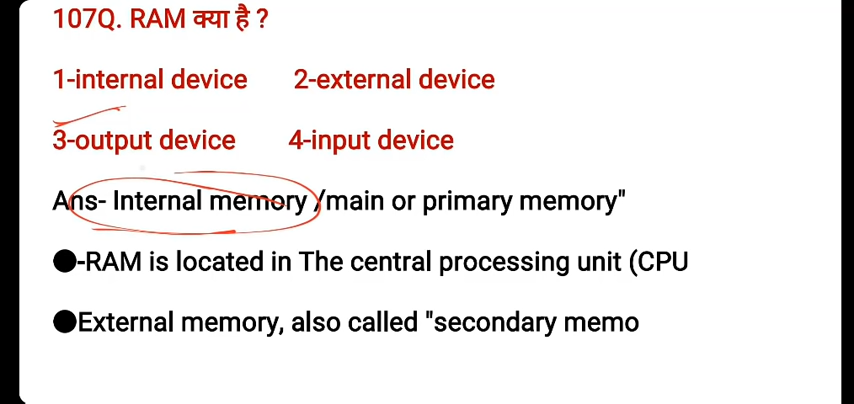 107Q. RAM क्या है ?
1-internal device 2-external device
3-output device 4-input device
Ans- Internal memory /main or primary memory"
●-RAM is located in The central processing unit (CPU
●External memory, also called "secondary memo